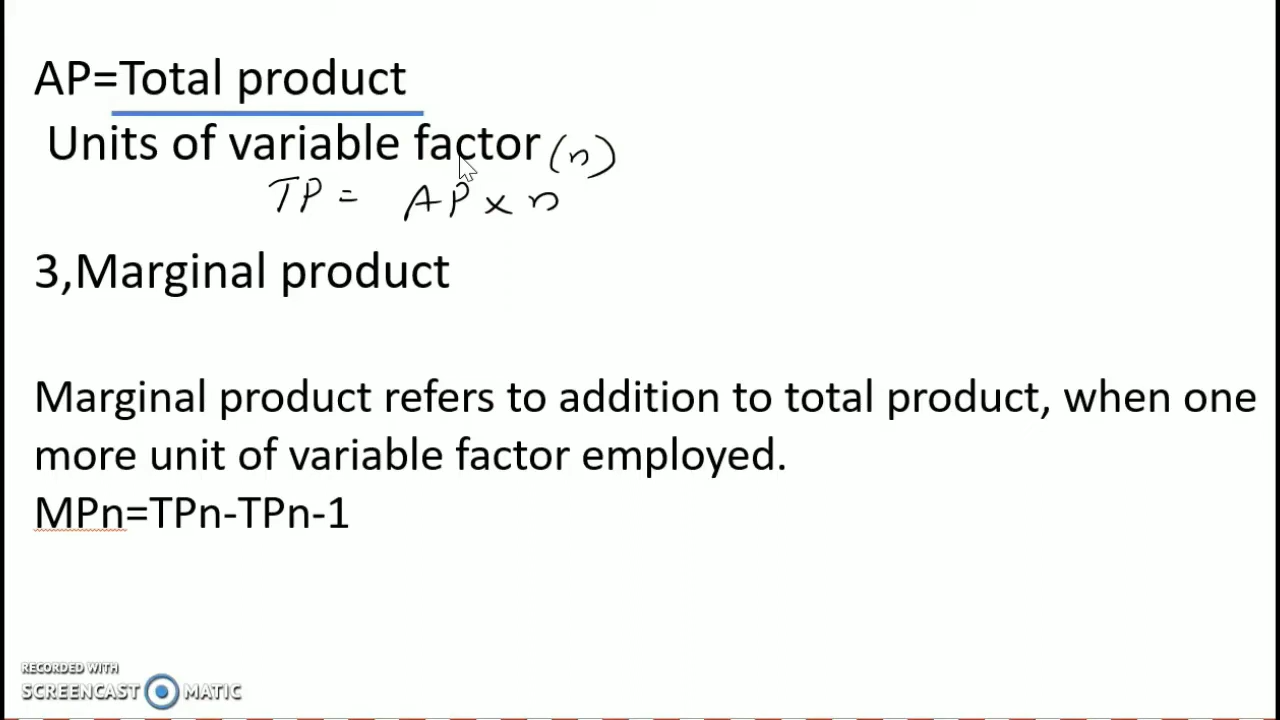 AP=Total product
Units of variable factor (n)
TP = AP x n
3,Marginal product
Marginal product refers to addition to total product, when one
more unit of variable factor employed.
MPn=TPn-TPn-1
RECORDED WITH
SCREENCAST MATIC